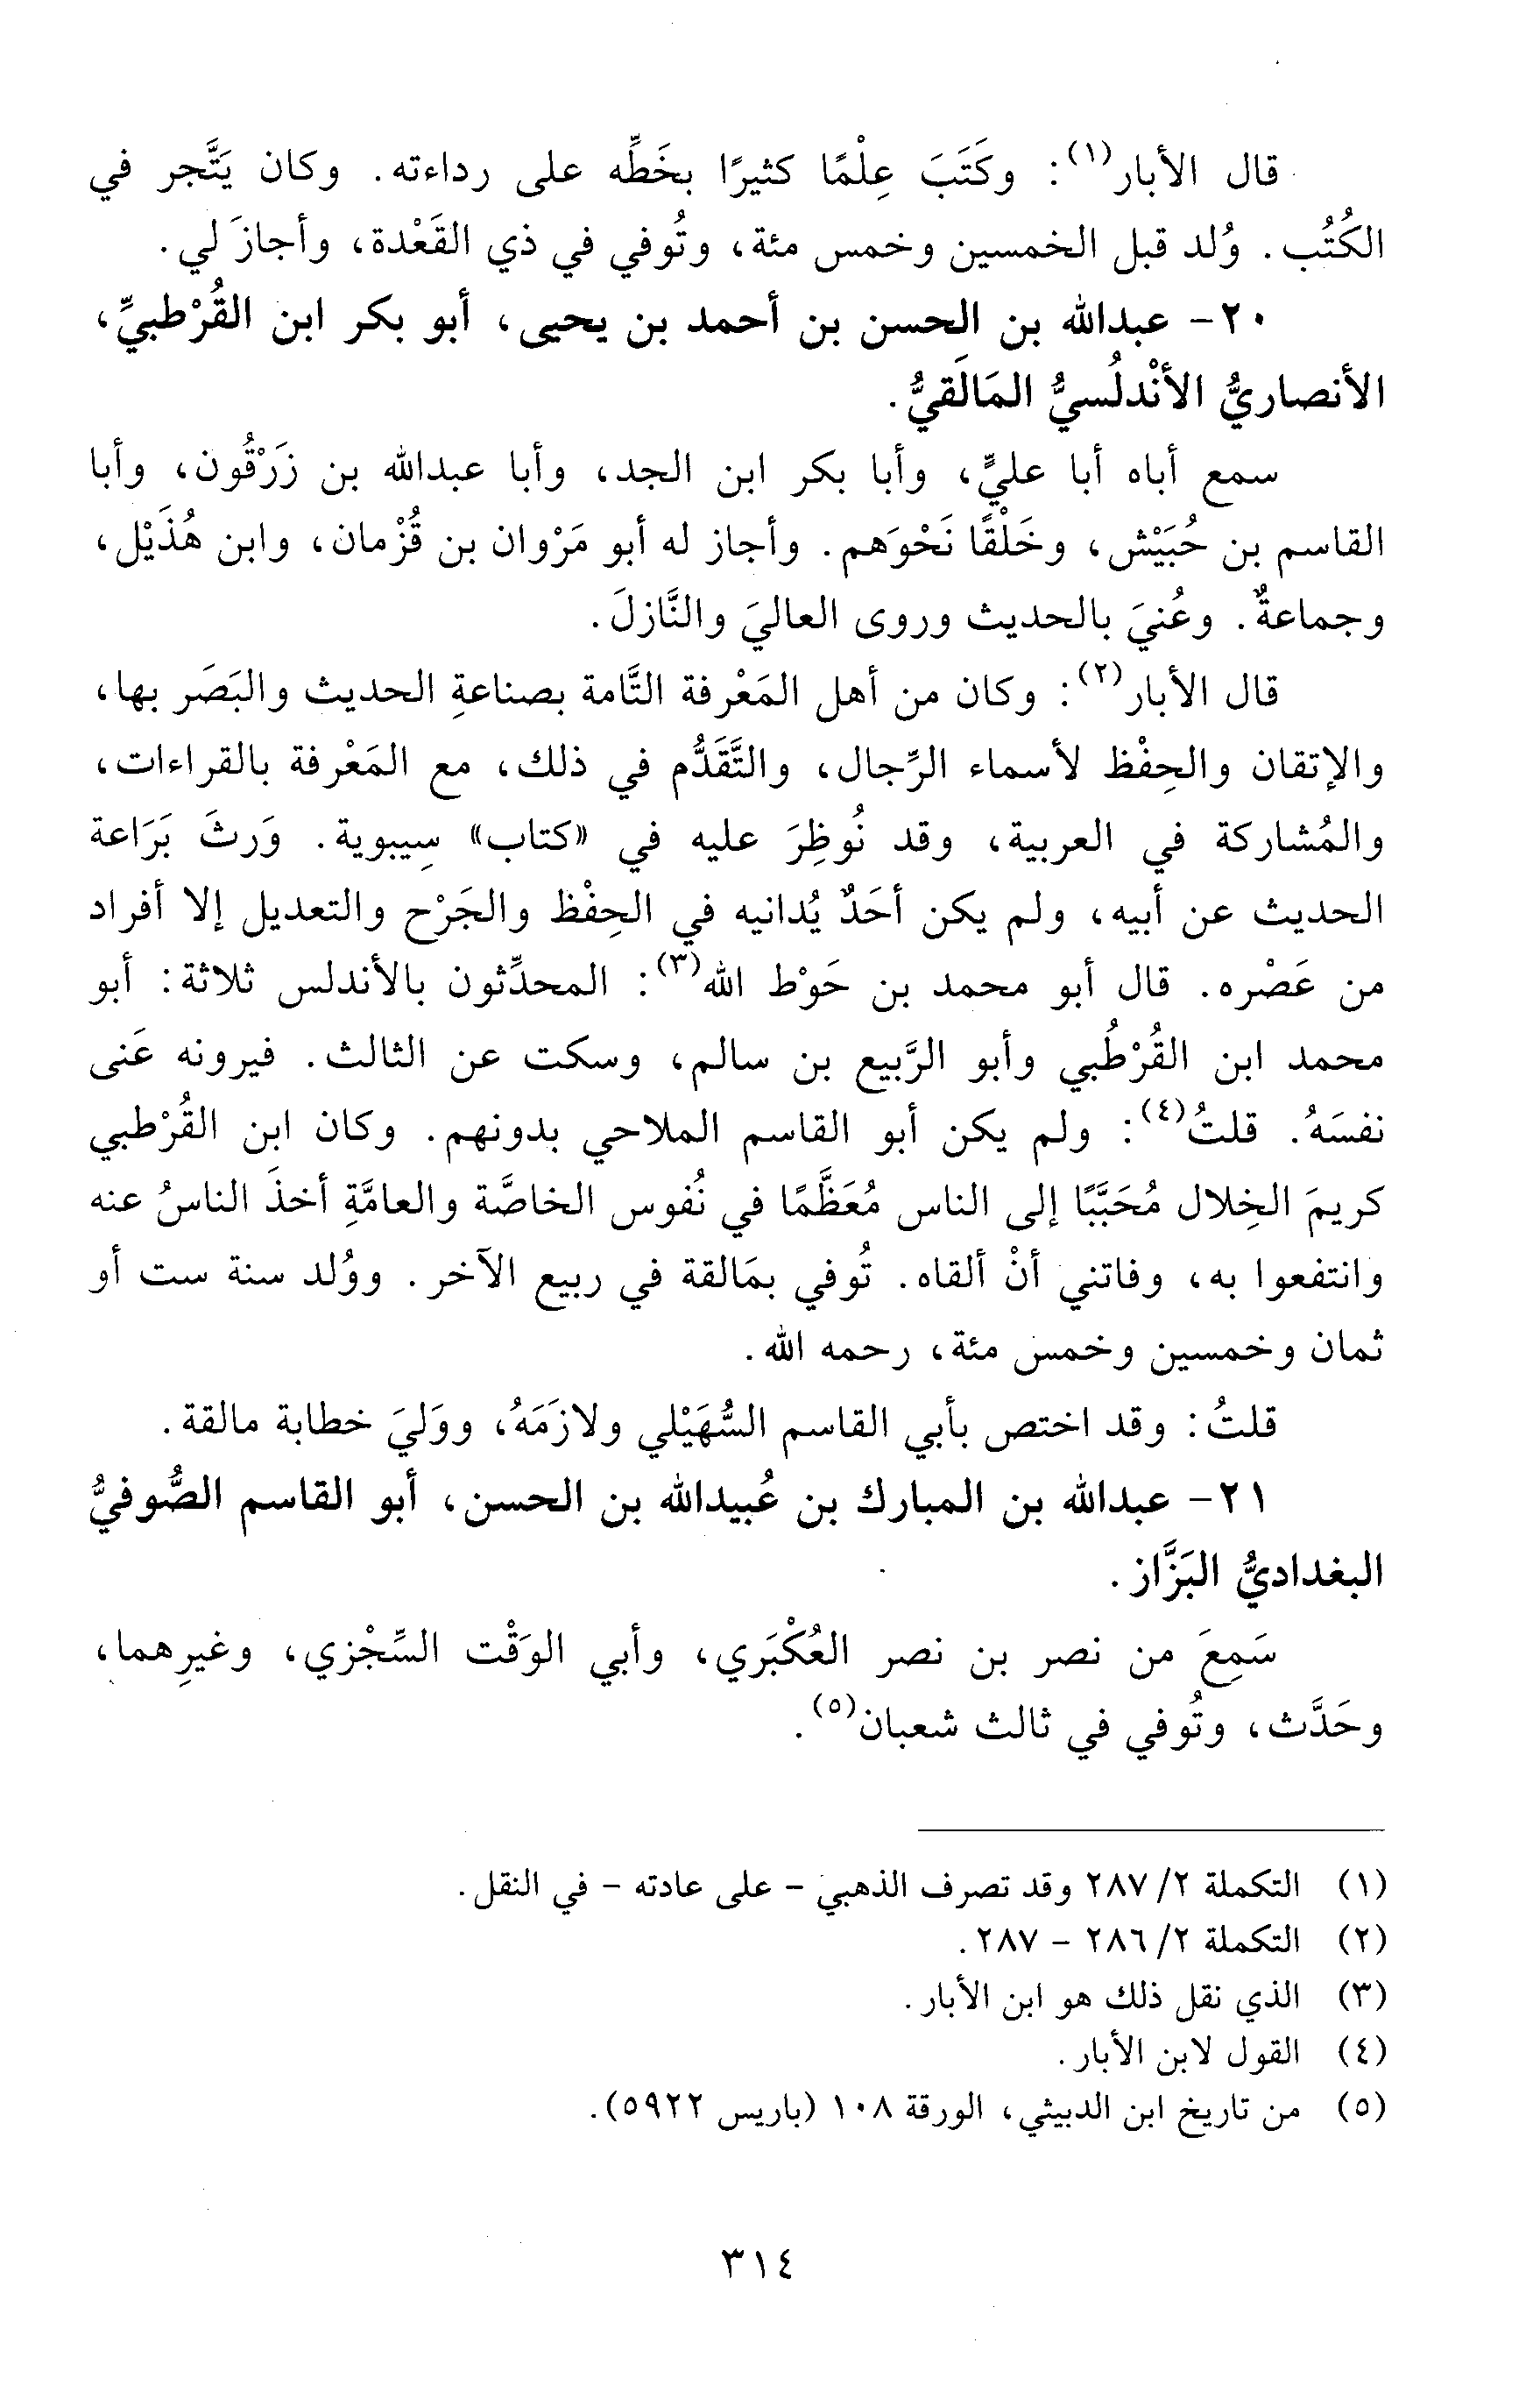 قال الأبار(١): وكَتَبَ عِلْمًا كثيرًا بخَطِّه على رداءته. وكان يَتَّجر في
الكُتُب. وُلد قبل الخمسين وخمس مئة، وتُوفي في ذي القَعْدة، وأجازَ لي.
٢٠- عبدالله بن الحسن بن أحمد بن يحيى، أبو بكر ابن القُرْطبيِّ،
الأنصاريُّ الأنْدلُسيُّ المَالَقيُّ.
سمع أباه أبا عليٍّ، وأبا بكر ابن الجد، وأبا عبدالله بن زَرْقُون، وأبا
القاسم بن حُبَيْش، وخَلْقًا نَحْوَهم. وأجاز له أبو مَرْوان بن قُزْمان، وابن هُذَيْل،
وجماعةٌ. وعُنيَ بالحديث وروى العاليَ والنَّازلَ.
قال الأبار(٢): وكان من أهل المَعْرفة التَّامة بصناعةِ الحديث والبَصَر بها،
والإتقان والحِفْظ لأسماء الرِّجال، والتَّقَدُّم في ذلك، مع المَعْرفة بالقراءات،
والمُشاركة في العربية، وقد نُوظِرَ عليه في «كتاب» سِيبوية. وَرثَ بَرَاعة
الحديث عن أبيه، ولم يكن أحَدٌ يُدانيه في الحِفْظ والجَرْح والتعديل إلا أفراد
من عَصْره. قال أبو محمد بن حَوْط الله(٣): المحدِّثون بالأندلس ثلاثة: أبو
محمد ابن القُرْطُبي وأبو الرَّبيع بن سالم، وسكت عن الثالث. فيرونه عَنى
نفسَهُ. قلتُ(٤): ولم يكن أبو القاسم الملاحي بدونهم. وكان ابن القُرْطبي
كريمَ الخِلال مُحَبَّبًا إلى الناس مُعَظَّمًا في نُفوس الخاصَّة والعامَّةِ أخذَ الناسُ عنه
وانتفعوا به، وفاتني أنْ ألقاه. تُوفي بمَالقة في ربيع الآخر. ووُلد سنة ست أو
ثمان وخمسين وخمس مئة، رحمه الله.
قلتُ: وقد اختص بأبي القاسم السُّهَيْلي ولازَمَهُ، ووَليَ خطابة مالقة.
٢١- عبدالله بن المبارك بن عُبيدالله بن الحسن، أبو القاسم الصُّوفيُّ
البغداديُّ البَزَّاز.
سَمِعَ من نصر بن نصر العُكْبَري، وأبي الوَقْت السِّجْزي، وغيرِهما،
وحَدَّث، وتُوفي في ثالث شعبان(٥).
(١) التكملة ٢/ ٢٨٧ وقد تصرف الذهبي - على عادته - في النقل.
(٢) التكملة ٢/ ٢٨٦ - ٢٨٧.
(٣) الذي نقل ذلك هو ابن الأبار.
(٤) القول لابن الأبار.
(٥) من تاريخ ابن الدبيثي، الورقة ١٠٨ (باريس ٥٩٢٢).
٣١٤